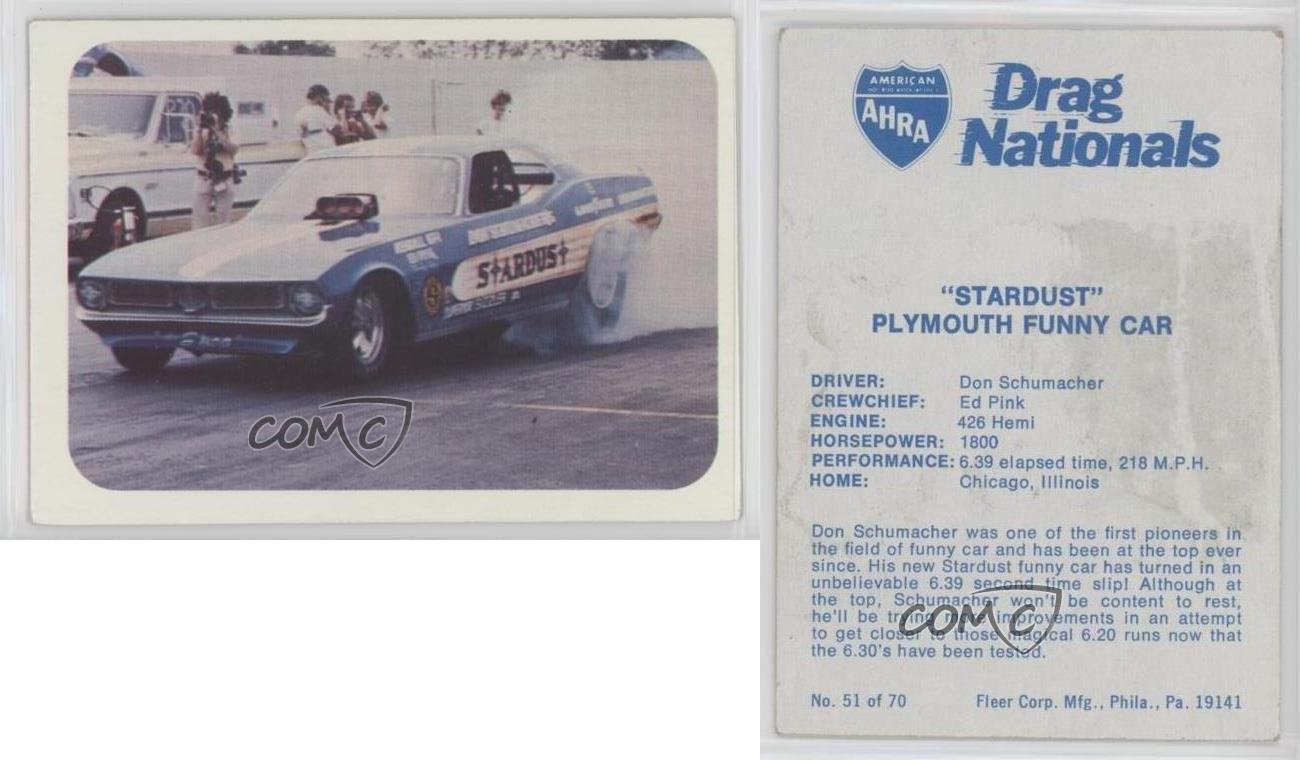 STARDUST
COMC
AMERICAN
AHRA
Drag
Nationals
"STARDUST"
PLYMOUTH FUNNY CAR
DRIVER: Don Schumacher
CREWCHIEF: Ed Pink
ENGINE: 426 Hemi
HORSEPOWER: 1800
PERFORMANCE: 6.39 elapsed time, 218 M.P.H.
HOME: Chicago, Illinois
Don Schumacher was one of the first pioneers in
the field of funny car and has been at the top ever
since. His new Stardust funny car has turned in an
unbelievable 6.39 second time slip! Although at
the top, Schumacher won't be content to rest,
he'll be trying more improvements in an attempt
to get closer to those magical 6.20 runs now that
the 6.30's have been tested.
COMC
No. 51 of 70 Fleer Corp. Mfg., Phila., Pa. 19141